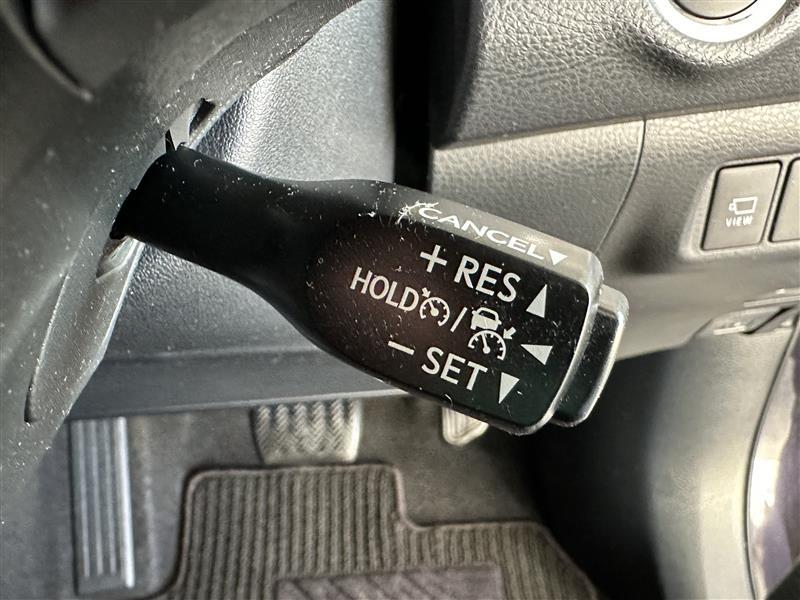 CANCEL▼
+ RES ▲
HOLD /
− SET ▼
VIEW